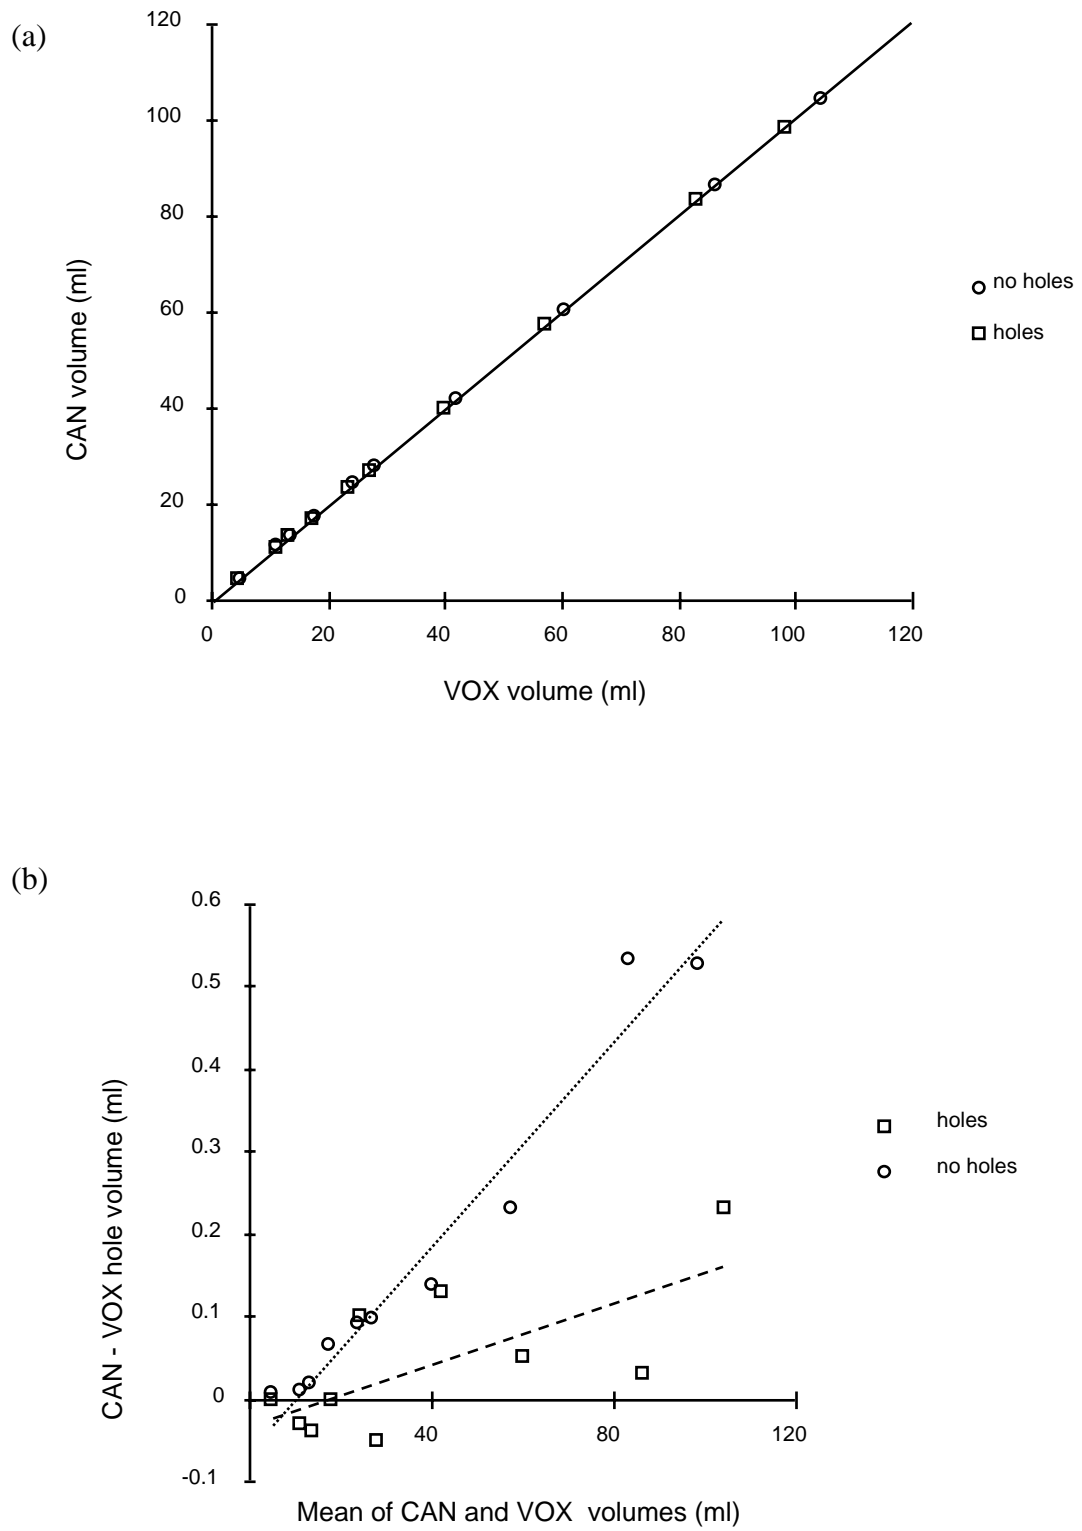 (a)
120
100
80
60
40
20
0
CAN volume (ml)
0 20 40 60 80 100 120
VOX volume (ml)
no holes
holes
(b)
0.6
0.5
0.4
0.3
0.2
0.1
0
-0.1
CAN - VOX hole volume (ml)
40 80 120
Mean of CAN and VOX volumes (ml)
holes
no holes